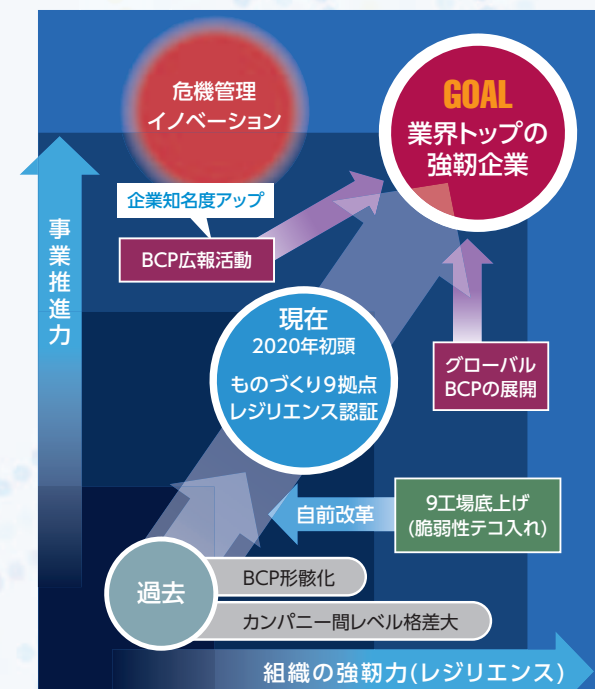 危機管理
イノベーション
GOAL
業界トップの
強靭企業
企業知名度アップ
BCP広報活動
事業推進力
現在
2020年初頭
ものづくり9拠点
レジリエンス認証
グローバル
BCPの展開
自前改革
9工場底上げ
(脆弱性テコ入れ)
過去
BCP形骸化
カンパニー間レベル格差大
組織の強靭力(レジリエンス)